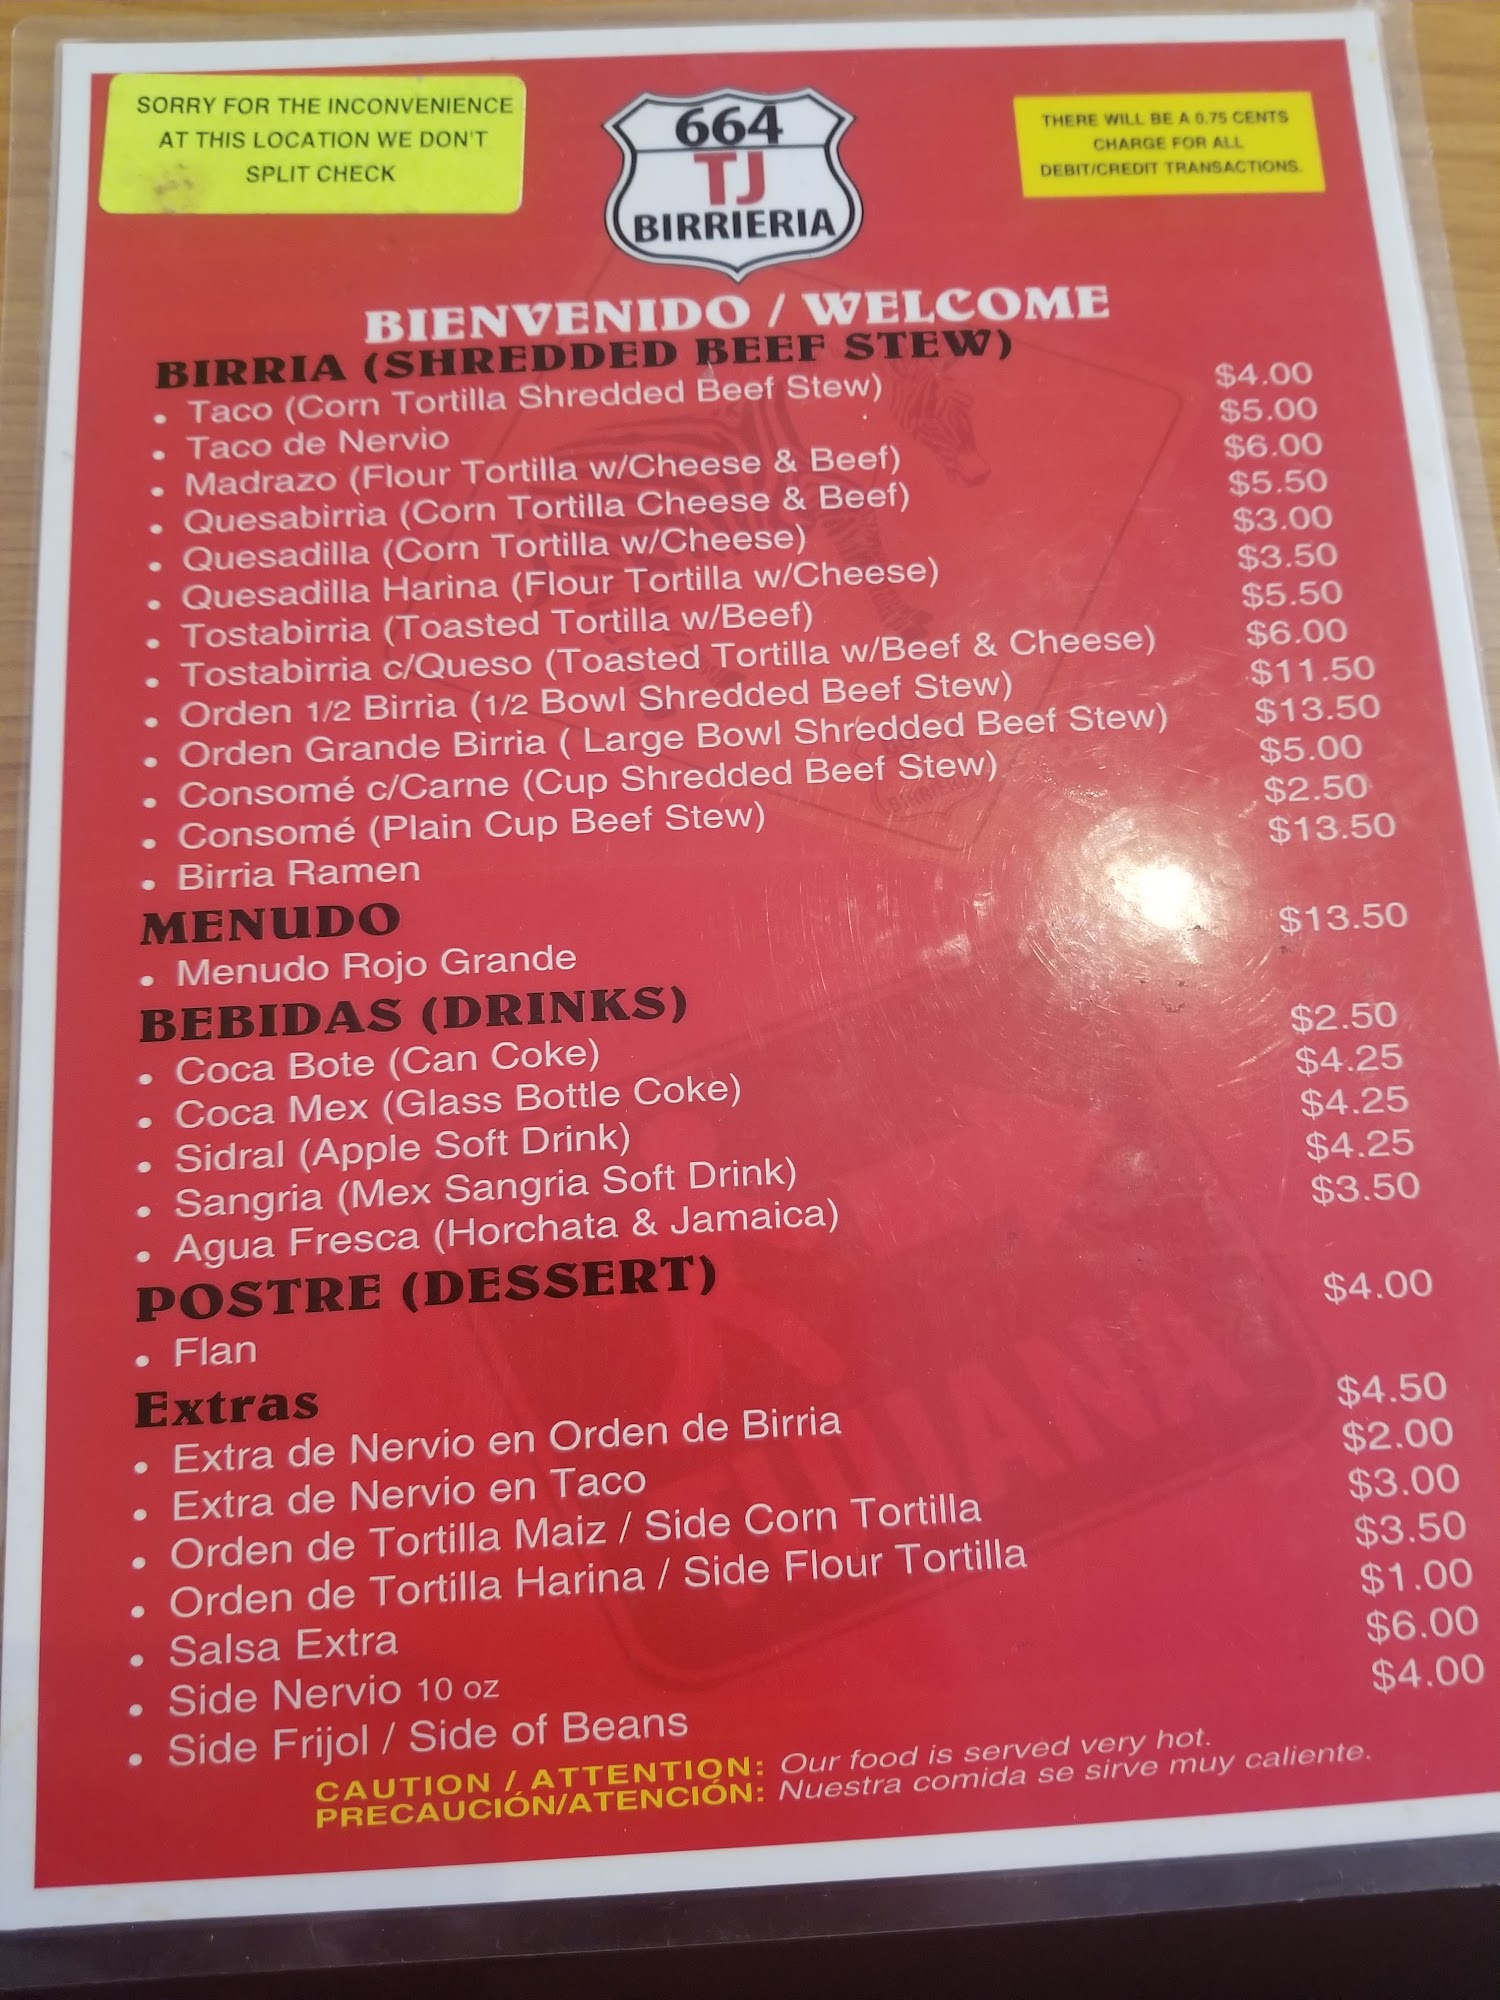 SORRY FOR THE INCONVENIENCE
AT THIS LOCATION WE DON'T
SPLIT CHECK
664
TJ
BIRRIERIA
THERE WILL BE A 0.75 CENTS
CHARGE FOR ALL
DEBIT/CREDIT TRANSACTIONS.
BIENVENIDO / WELCOME
BIRRIA (SHREDDED BEEF STEW)
• Taco (Corn Tortilla Shredded Beef Stew) $4.00
• Taco de Nervio $5.00
• Madrazo (Flour Tortilla w/Cheese & Beef) $6.00
• Quesabirria (Corn Tortilla Cheese & Beef) $5.50
• Quesadilla (Corn Tortilla w/Cheese) $3.00
• Quesadilla Harina (Flour Tortilla w/Cheese) $3.50
• Tostabirria (Toasted Tortilla w/Beef) $5.50
• Tostabirria c/Queso (Toasted Tortilla w/Beef & Cheese) $6.00
• Orden 1/2 Birria (1/2 Bowl Shredded Beef Stew) $11.50
• Orden Grande Birria ( Large Bowl Shredded Beef Stew) $13.50
• Consomé c/Carne (Cup Shredded Beef Stew) $5.00
• Consomé (Plain Cup Beef Stew) $2.50
• Birria Ramen $13.50
MENUDO
• Menudo Rojo Grande $13.50
BEBIDAS (DRINKS)
• Coca Bote (Can Coke) $2.50
• Coca Mex (Glass Bottle Coke) $4.25
• Sidral (Apple Soft Drink) $4.25
• Sangria (Mex Sangria Soft Drink) $4.25
• Agua Fresca (Horchata & Jamaica) $3.50
POSTRE (DESSERT)
• Flan $4.00
Extras
• Extra de Nervio en Orden de Birria $4.50
• Extra de Nervio en Taco $2.00
• Orden de Tortilla Maiz / Side Corn Tortilla $3.00
• Orden de Tortilla Harina / Side Flour Tortilla $3.50
• Salsa Extra $1.00
• Side Nervio 10 oz $6.00
• Side Frijol / Side of Beans $4.00
CAUTION / ATTENTION: Our food is served very hot.
PRECAUCIÓN/ATENCIÓN: Nuestra comida se sirve muy caliente.
TIJUANA